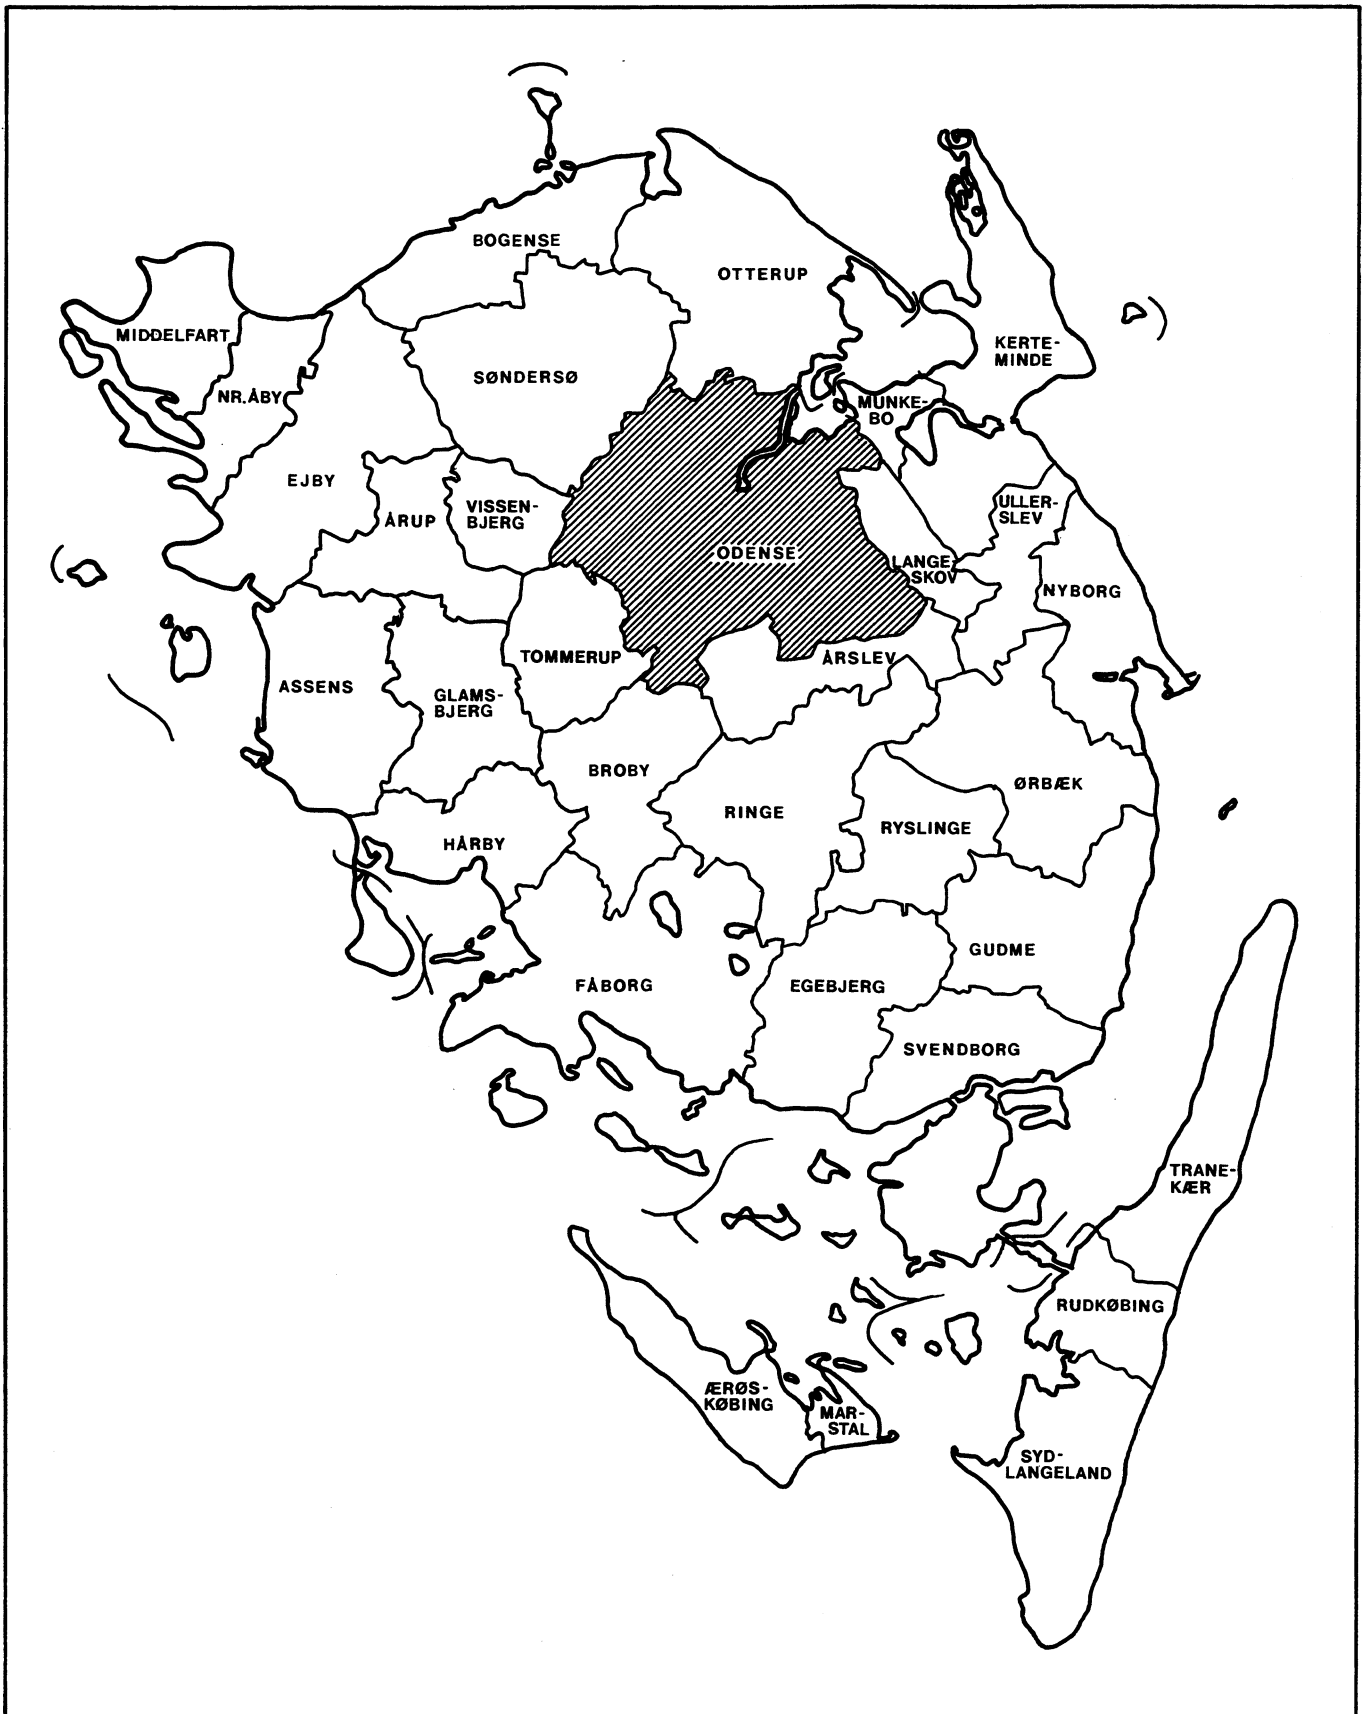 BOGENSE
OTTERUP
MIDDELFART
KERTE-
MINDE
SØNDERSØ
NR.ÅBY
MUNKE-
BO
EJBY
ÅRUP
VISSEN-
BJERG
ULLER-
SLEV
ODENSE
LANGE
SKOV
NYBORG
TOMMERUP
ÅRSLEV
ASSENS
GLAMS-
BJERG
BROBY
RINGE
ØRBÆK
RYSLINGE
HÅRBY
GUDME
FÅBORG
EGEBJERG
SVENDBORG
TRANE-
KÆR
RUDKØBING
ÆRØS-
KØBING
MAR-
STAL
SYD-
LANGELAND